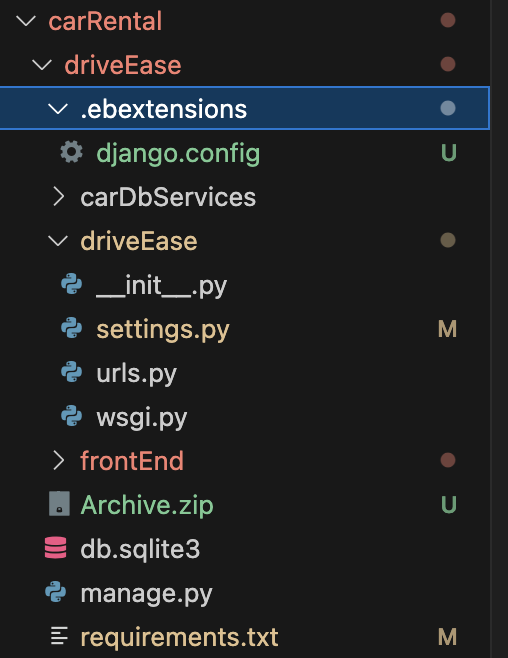 carRental
driveEase
.ebextensions
django.config U
carDbServices
driveEase
__init__.py
settings.py M
urls.py
wsgi.py
frontEnd
Archive.zip U
db.sqlite3
manage.py
requirements.txt M